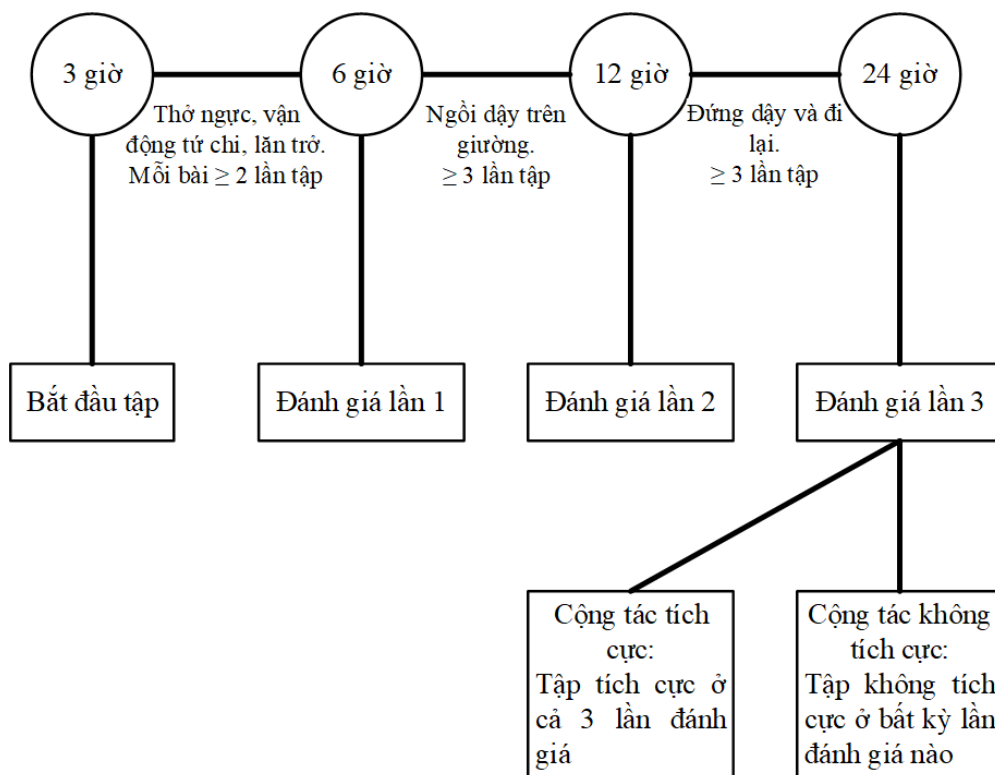 3 giờ
6 giờ
12 giờ
24 giờ
Thở ngực, vận
động tứ chi, lăn trở.
Mỗi bài ≥ 2 lần tập
Ngồi dậy trên
giường.
≥ 3 lần tập
Đứng dậy và đi
lại.
≥ 3 lần tập
Bắt đầu tập
Đánh giá lần 1
Đánh giá lần 2
Đánh giá lần 3
Cộng tác tích
cực:
Tập tích cực ở
cả 3 lần đánh
giá
Cộng tác không
tích cực:
Tập không tích
cực ở bất kỳ lần
đánh giá nào